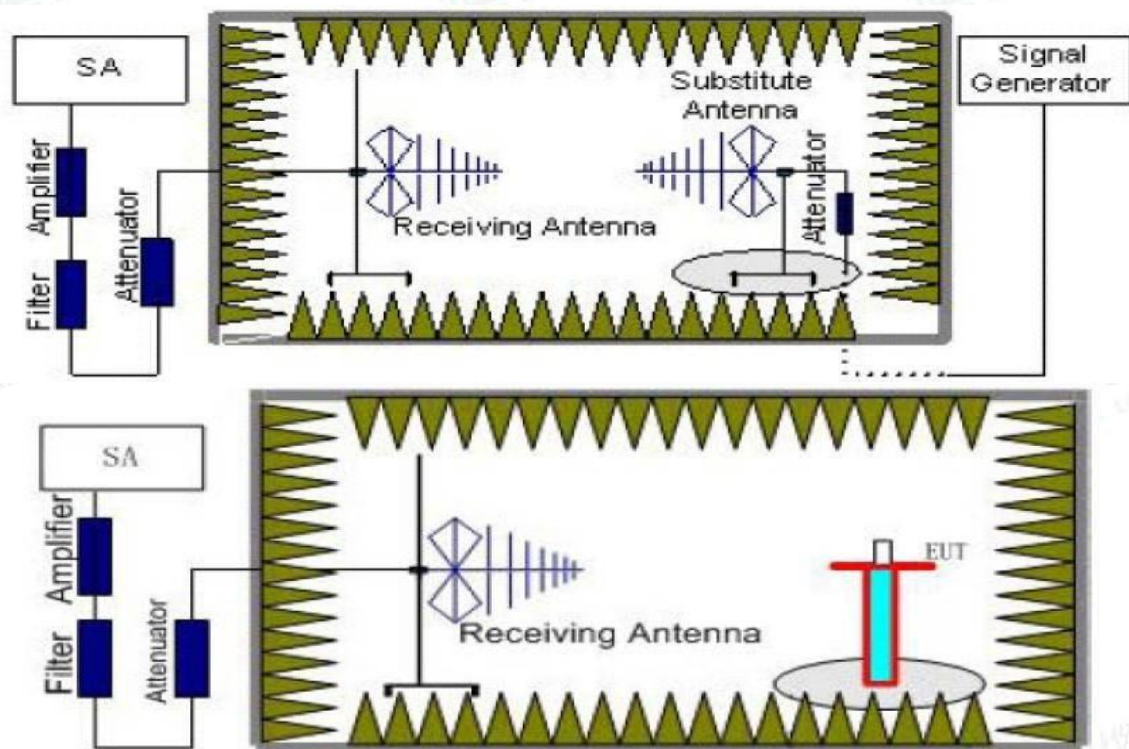 SA
Signal
Generator
Substitute
Antenna
Amplifier
Attenuator
Attenuator
Receiving Antenna
Filter
SA
Amplifier
EUT
Receiving Antenna
Filter
Attenuator